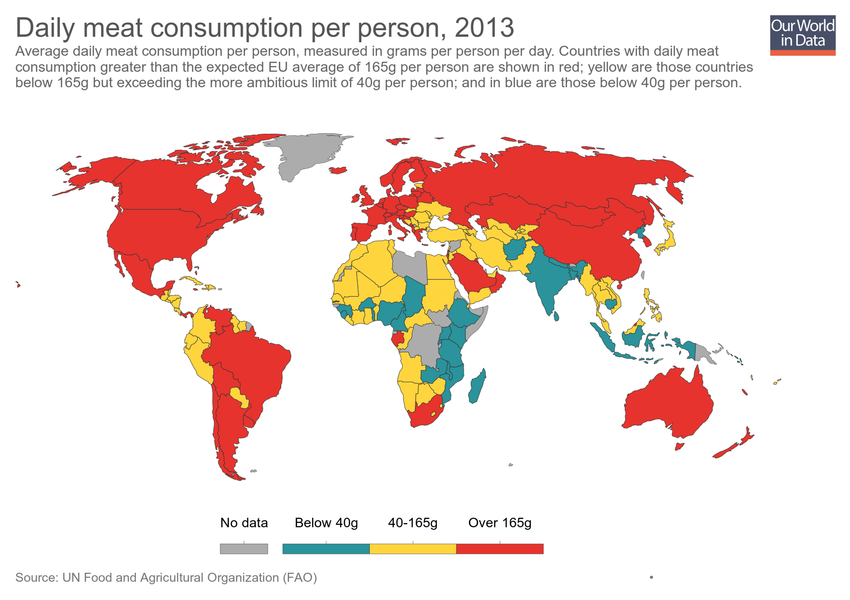 Daily meat consumption per person, 2013
Our World
in Data
Average daily meat consumption per person, measured in grams per person per day. Countries with daily meat
consumption greater than the expected EU average of 165g per person are shown in red; yellow are those countries
below 165g but exceeding the more ambitious limit of 40g per person; and in blue are those below 40g per person.
No data
Below 40g
40-165g
Over 165g
Source: UN Food and Agricultural Organization (FAO)